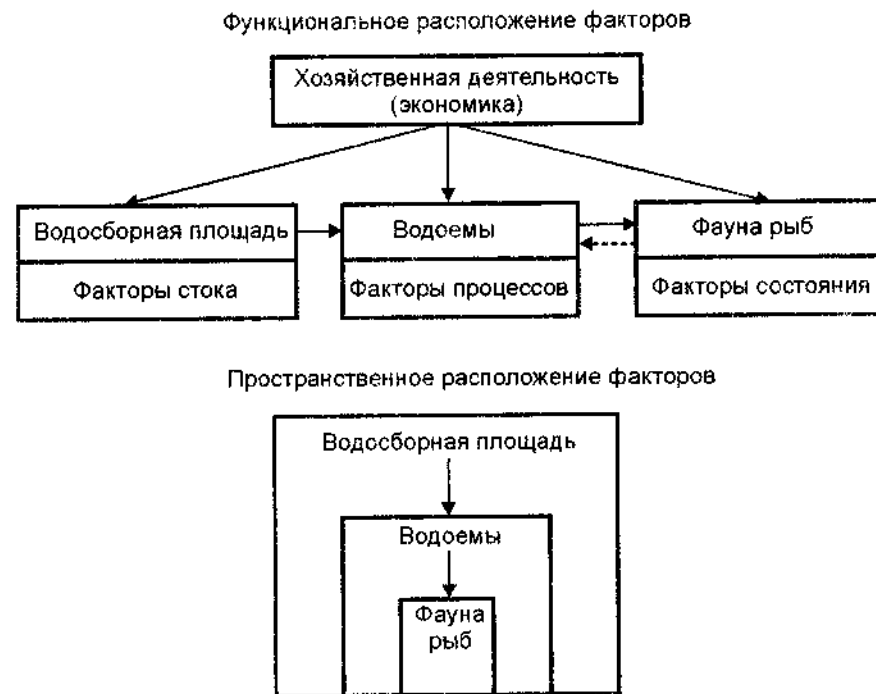 Функциональное расположение факторов
Хозяйственная деятельность
(экономика)
Водосборная площадь
Водоемы
Фауна рыб
Факторы стока
Факторы процессов
Факторы состояния
Пространственное расположение факторов
Водосборная площадь
Водоемы
Фауна
рыб